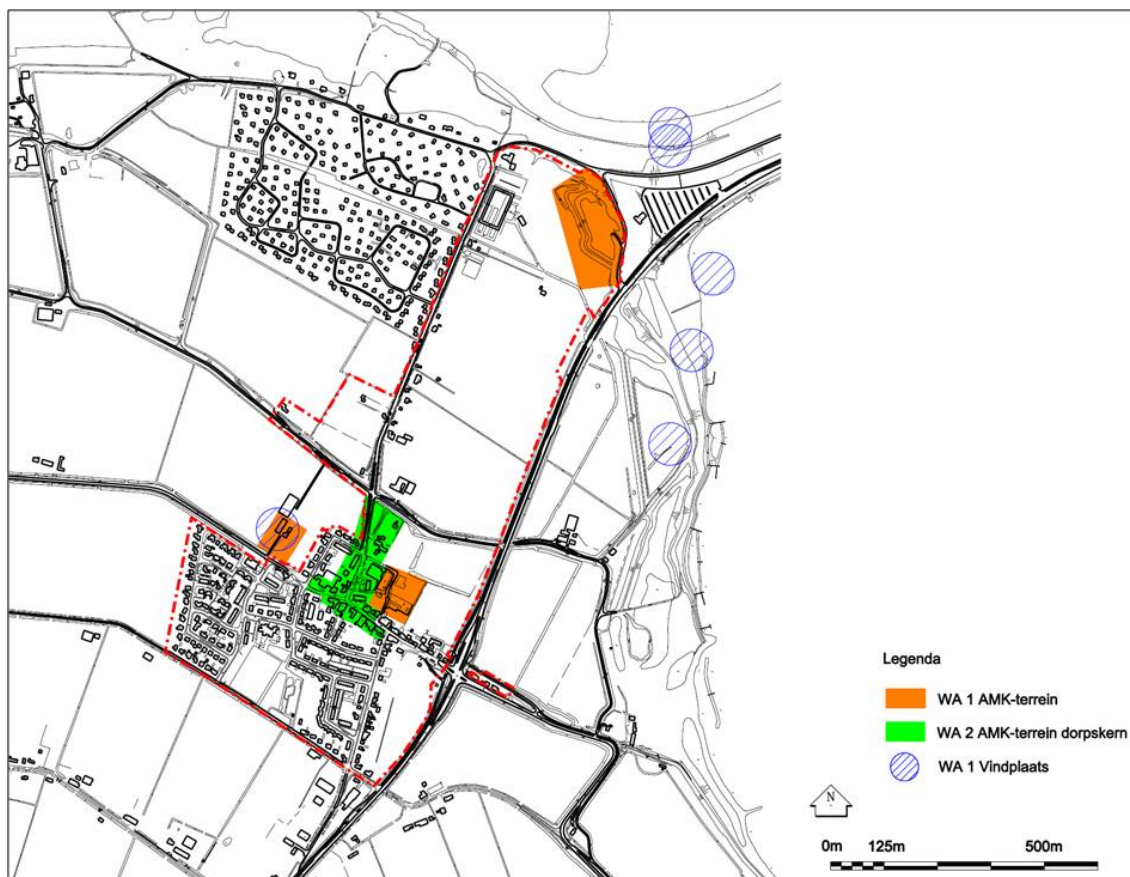 Legenda
WA 1 AMK-terrein
WA 2 AMK-terrein dorpskern
WA 1 Vindplaats
N
0m 125m 500m